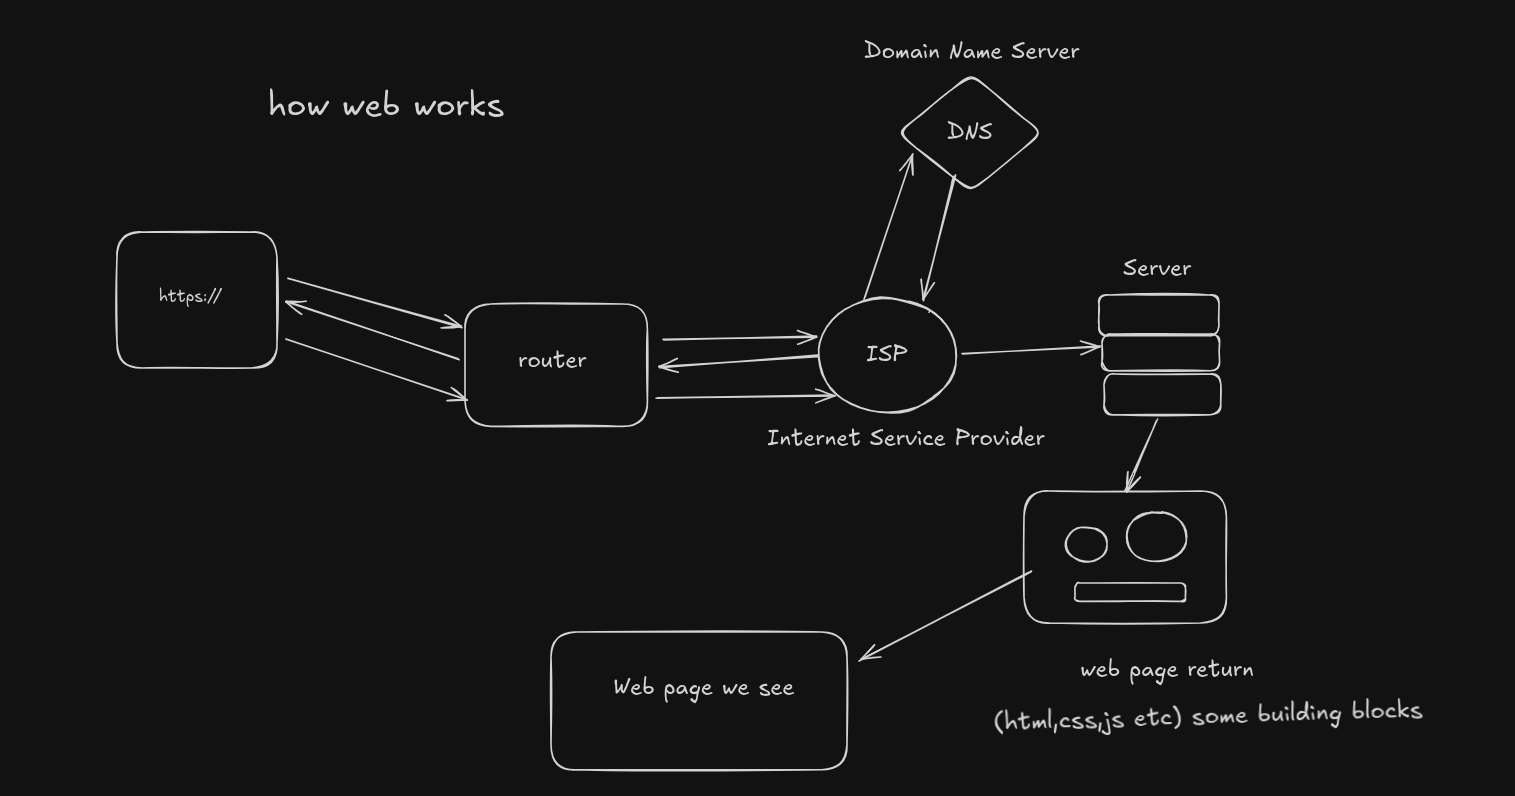 Domain Name Server
how web works
DNS
Server
https://
router
ISP
Internet Service Provider
Web page we see
web page return
(html,css,js etc) some building blocks